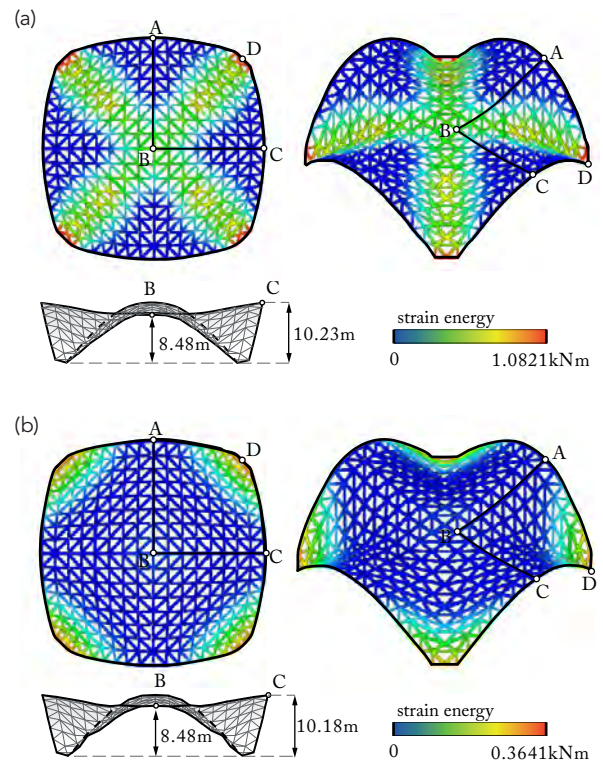 (a)
A
D
B
C
A
B
C
D
B
C
8.48m
10.23m
strain energy
0
1.0821kNm
(b)
A
D
B
C
A
B
C
D
B
C
8.48m
10.18m
strain energy
0
0.3641kNm